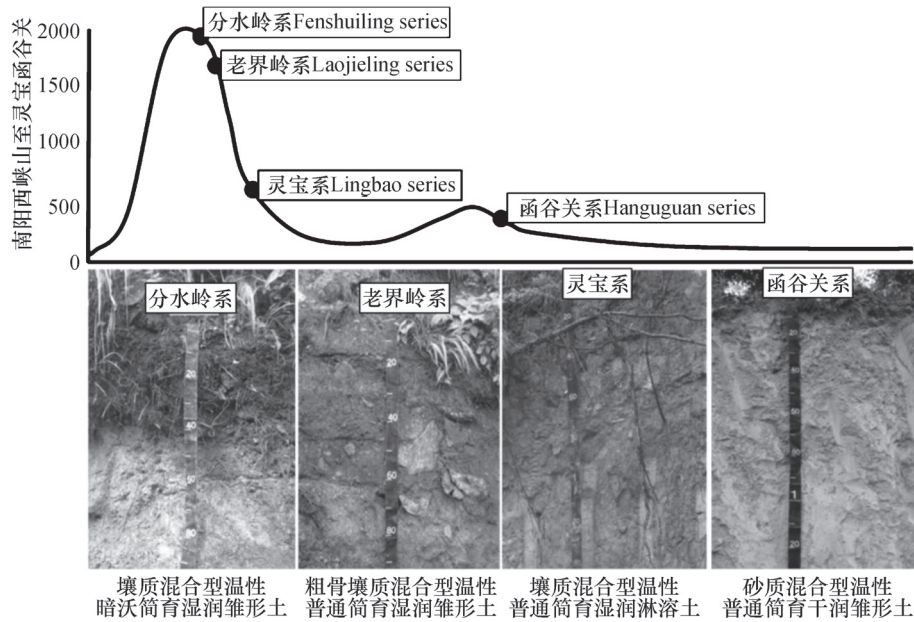 南阳西峡山至灵宝函谷关
2000
1500
1000
500
0
分水岭系Fenshuiling series
老界岭系Laojieling series
灵宝系Lingbao series
函谷关系Hanguguan series
分水岭系
老界岭系
灵宝系
函谷关系
20
40
20
40
1
20
壤质混合型温性
暗沃简育湿润雏形土
粗骨壤质混合型温性
普通简育湿润雏形土
壤质混合型温性
普通简育湿润淋溶土
砂质混合型温性
普通简育干润雏形土